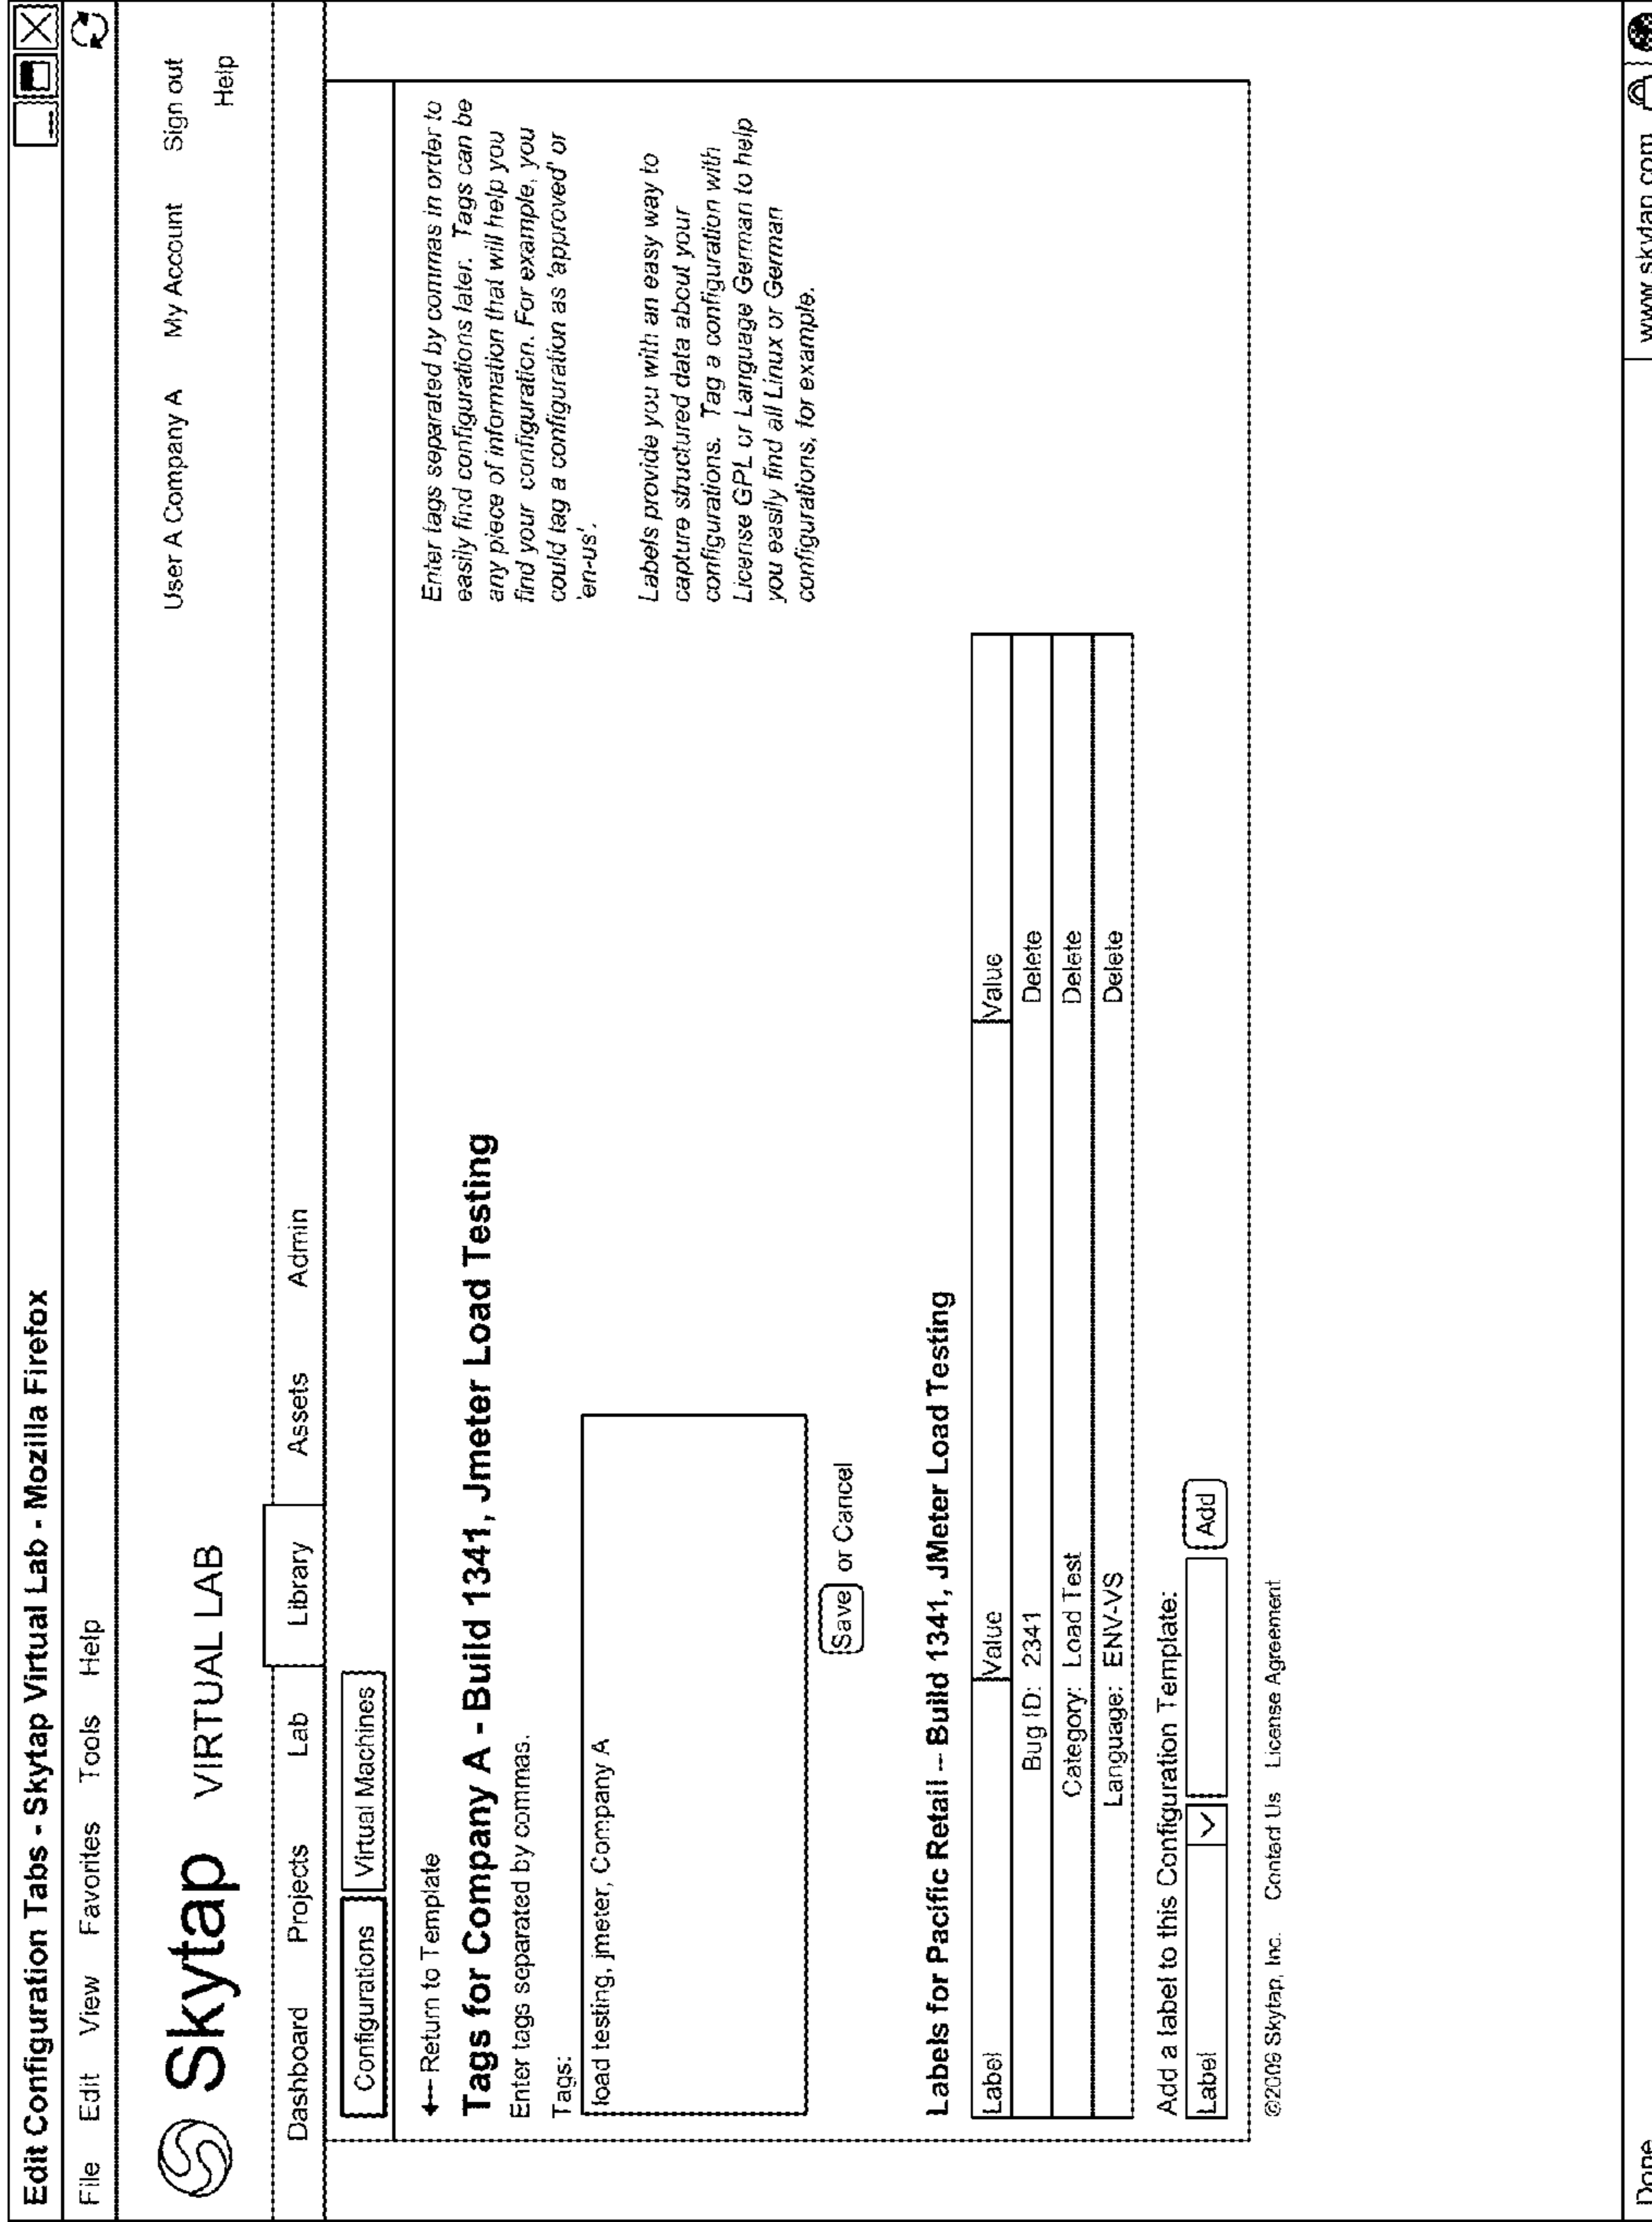 Edit Configuration Tabs - Skytap Virtual Lab - Mozilla Firefox
File Edit View Favorites Tools Help
Skytap VIRTUAL LAB
User A Company A My Account Sign out
Help
Dashboard Projects Lab Library Assets Admin
Configurations Virtual Machines
Return to Template
Tags for Company A - Build 1341, Jmeter Load Testing
Enter tags separated by commas.
Tags:
load testing, jmeter, Company A
Save or Cancel
Enter tags separated by commas in order to
easily find configurations later. Tags can be
any piece of information that will help you
find your configuration. For example, you
could tag a configuration as 'approved' or
'en-us'.
Labels provide you with an easy way to
capture structured data about your
configurations. Tag a configuration with
License GPL or Language German to help
you easily find all Linux or German
configurations, for example.
Labels for Pacific Retail -- Build 1341, JMeter Load Testing
Label Value Value
Bug ID: 2341 Delete
Category: Load Test Delete
Language: ENV-VS Delete
Add a label to this Configuration Template:
Label Add
Skytap, Inc. Contact Us License Agreement
Done www.skytap.com